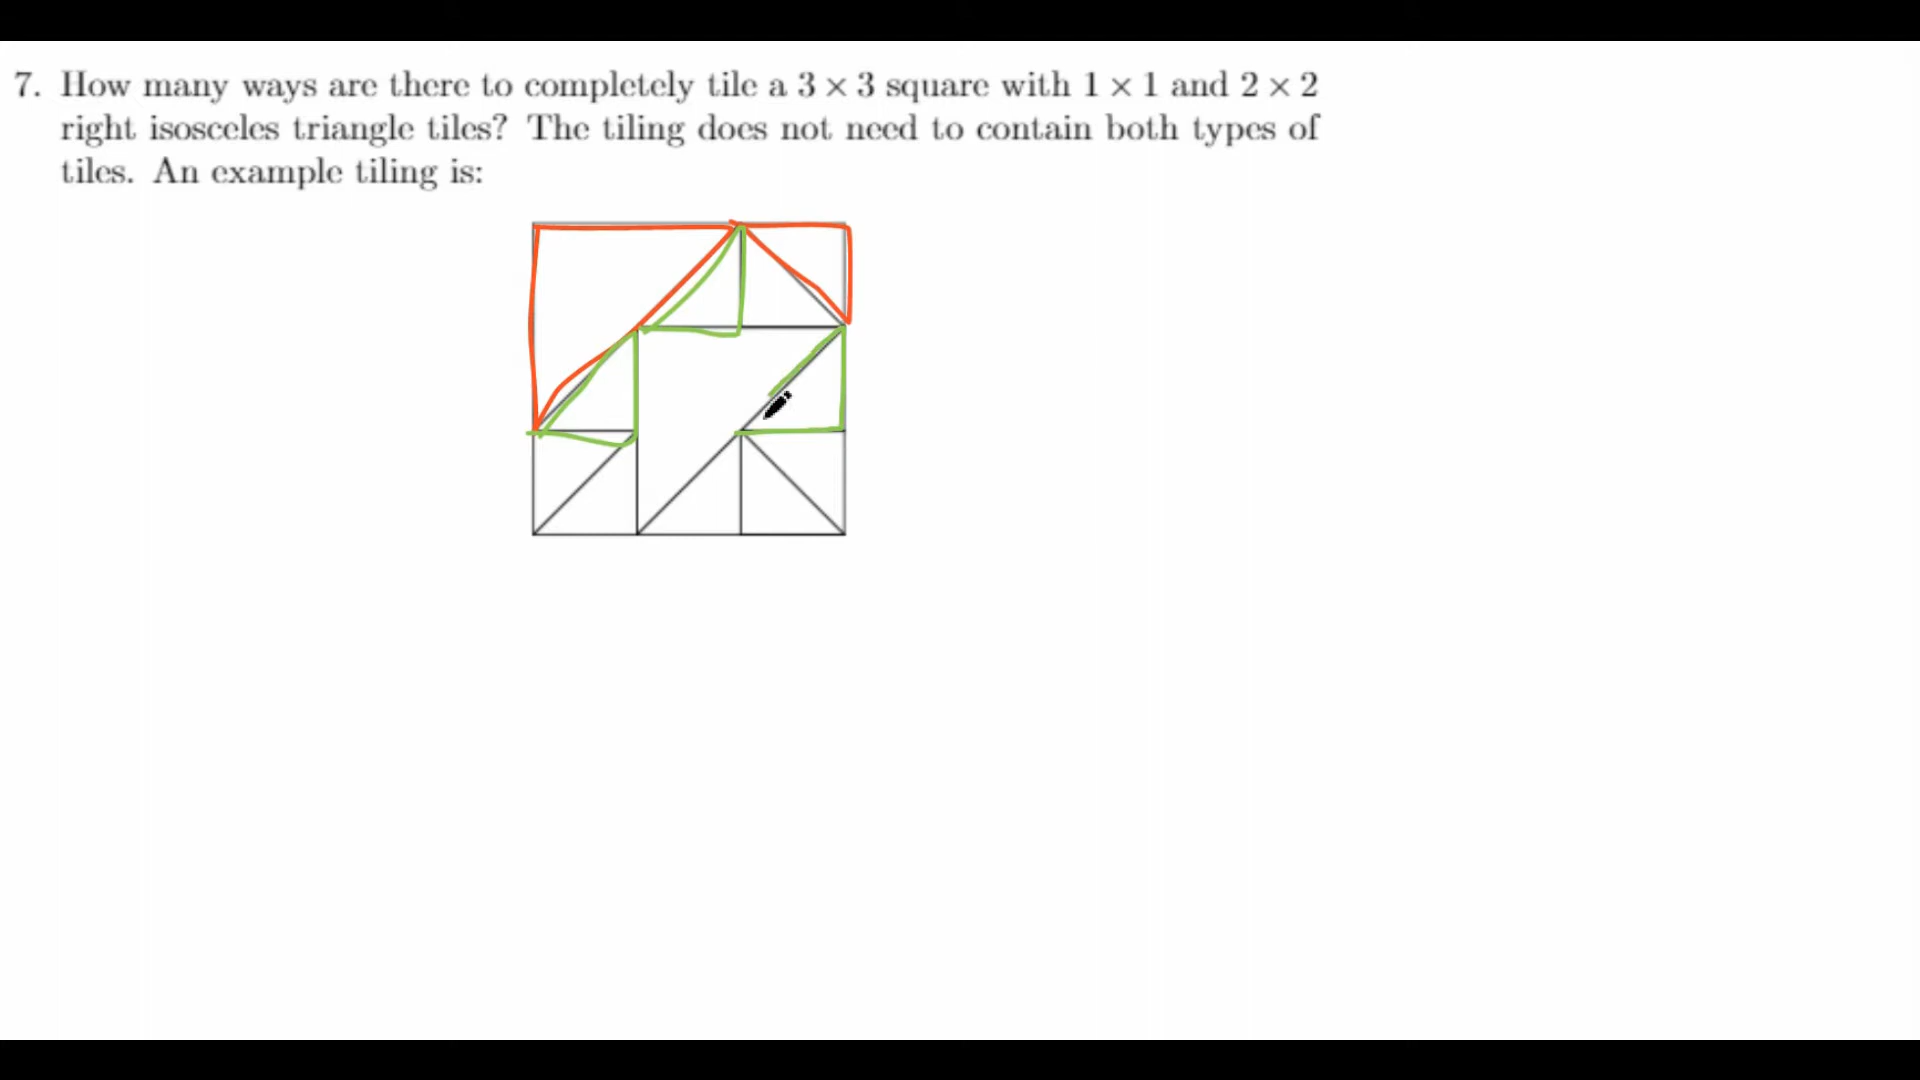 7. How many ways are there to completely tile a 3 × 3 square with 1 × 1 and 2 × 2
right isosceles triangle tiles? The tiling does not need to contain both types of
tiles. An example tiling is: